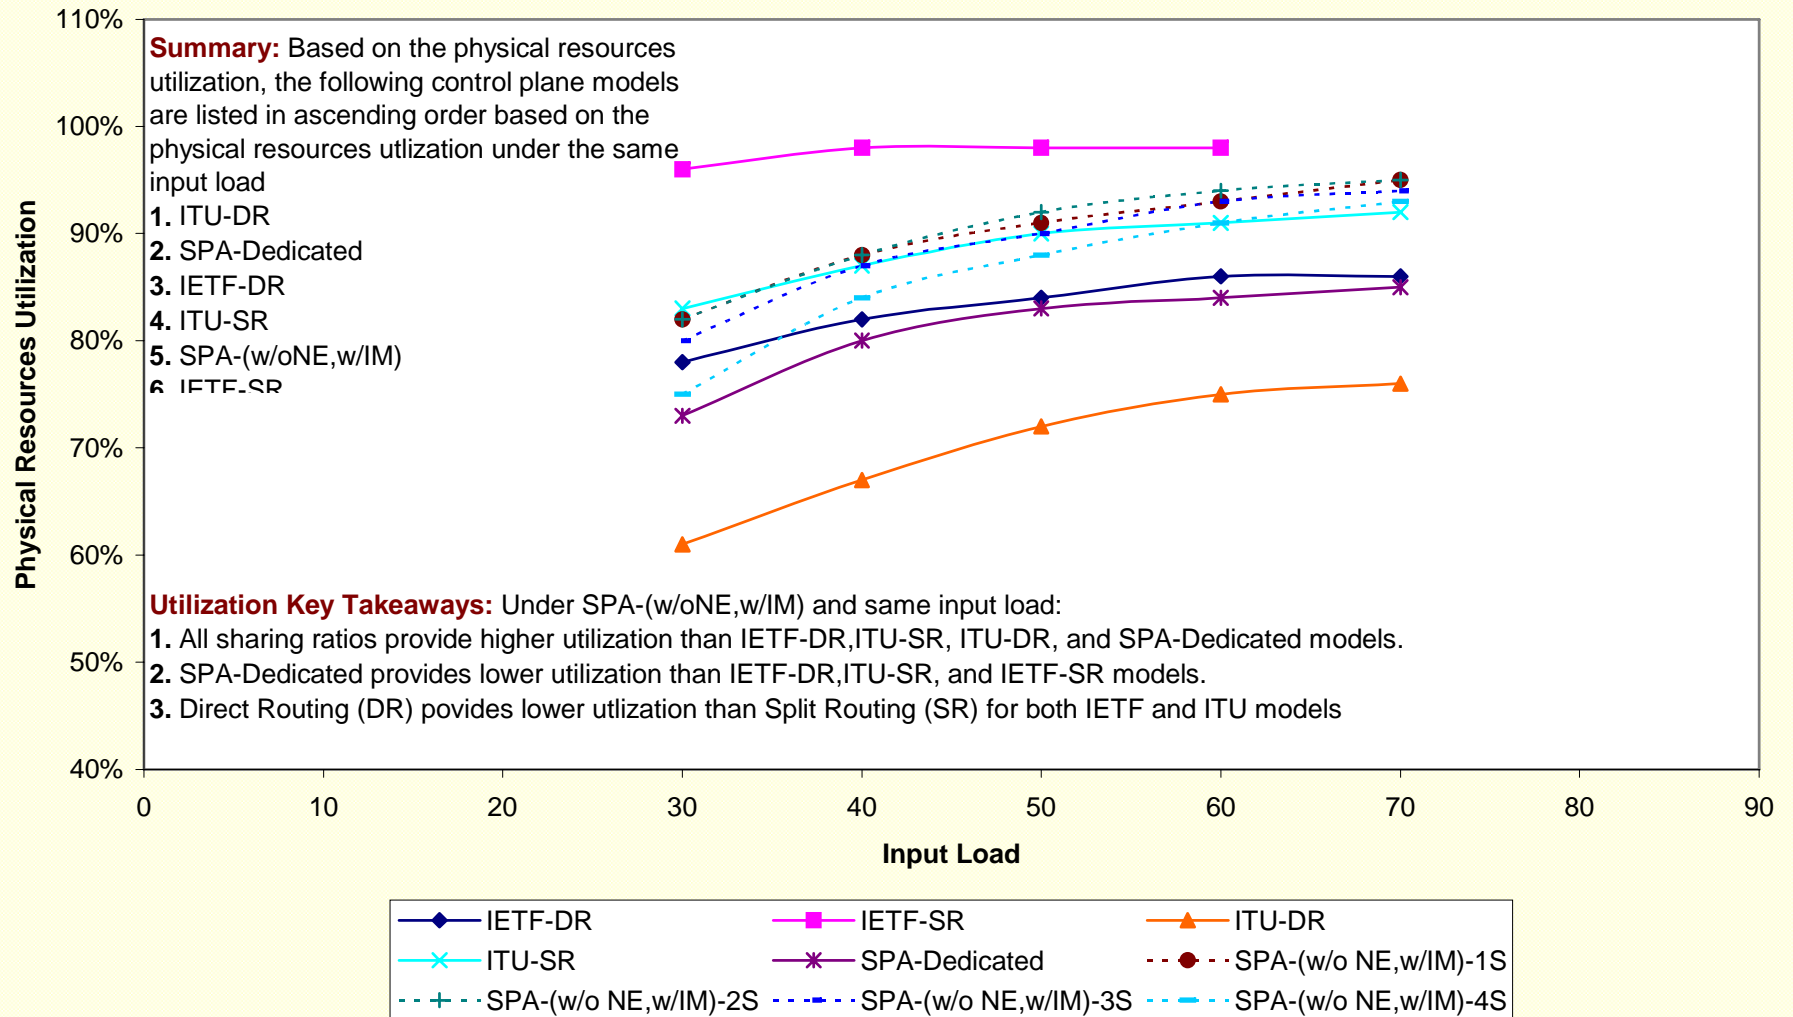 110%
100%
90%
80%
70%
60%
50%
40%
Physical Resources Utilization
Summary: Based on the physical resources
utilization, the following control plane models
are listed in ascending order based on the
physical resources utlization under the same
input load
1. ITU-DR
2. SPA-Dedicated
3. IETF-DR
4. ITU-SR
5. SPA-(w/oNE,w/IM)
6. IETF-SR
Utilization Key Takeaways: Under SPA-(w/oNE,w/IM) and same input load:
1. All sharing ratios provide higher utilization than IETF-DR,ITU-SR, ITU-DR, and SPA-Dedicated models.
2. SPA-Dedicated provides lower utilization than IETF-DR,ITU-SR, and IETF-SR models.
3. Direct Routing (DR) povides lower utlization than Split Routing (SR) for both IETF and ITU models
0 10 20 30 40 50 60 70 80 90
Input Load
IETF-DR IETF-SR ITU-DR
ITU-SR SPA-Dedicated SPA-(w/o NE,w/IM)-1S
SPA-(w/o NE,w/IM)-2S SPA-(w/o NE,w/IM)-3S SPA-(w/o NE,w/IM)-4S